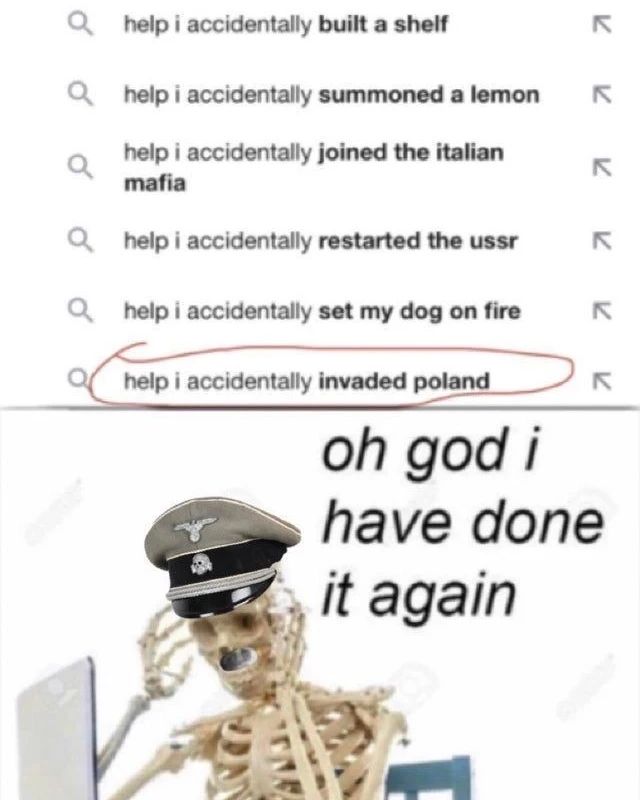 help i accidentally built a shelf
help i accidentally summoned a lemon
help i accidentally joined the italian
mafia
help i accidentally restarted the ussr
help i accidentally set my dog on fire
help i accidentally invaded poland
oh god i
have done
it again